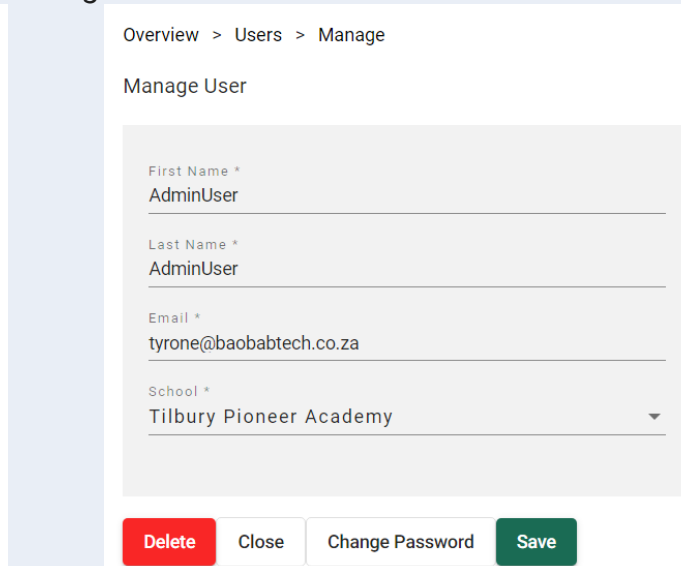 Overview > Users > Manage
Manage User
First Name *
AdminUser
Last Name *
AdminUser
Email *
tyrone@baobabtech.co.za
School *
Tilbury Pioneer Academy
Delete Close Change Password Save